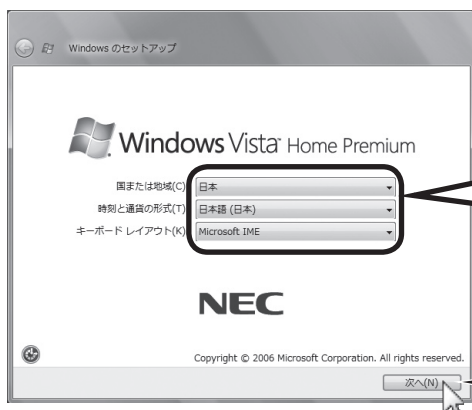 Windows のセットアップ
Windows Vista™ Home Premium
国または地域(C) 日本
時刻と通貨の形式(T) 日本語 (日本)
キーボード レイアウト(K) Microsoft IME
NEC
Copyright © 2006 Microsoft Corporation. All rights reserved.
次へ(N)